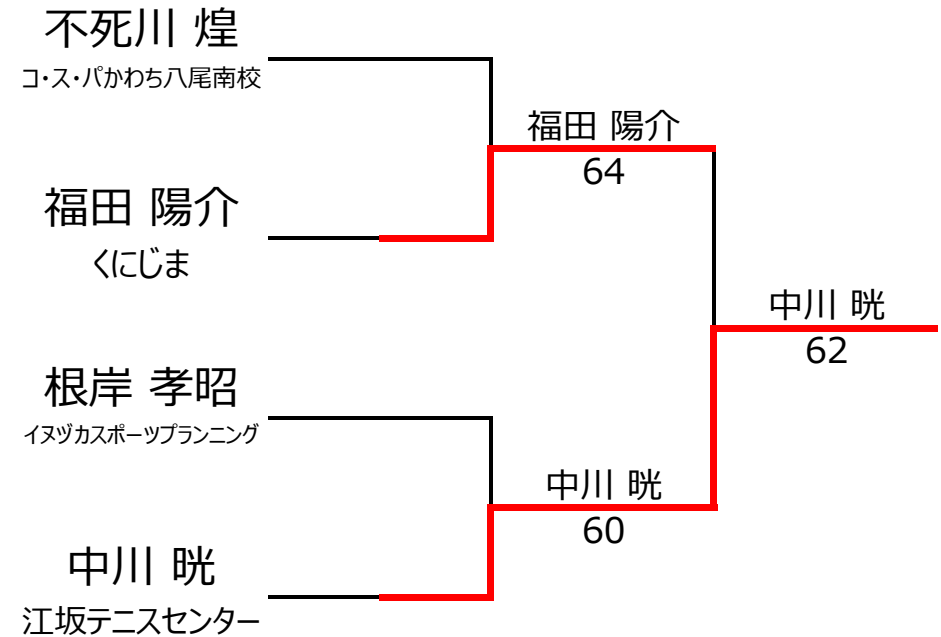 不死川 煌
コ・ス・パかわち八尾南校
福田 陽介
64
福田 陽介
くにじま
中川 晄
62
根岸 孝昭
イヌヅカスポーツプランニング
中川 晄
60
中川 晄
江坂テニスセンター